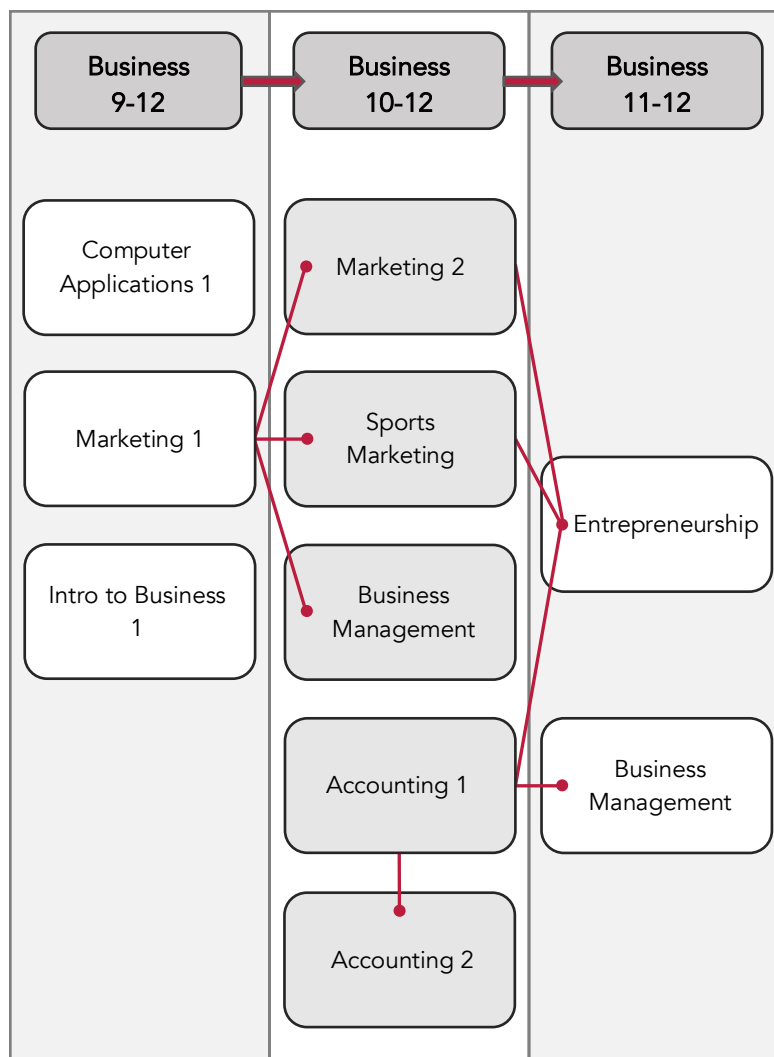 Business
9-12
Business
10-12
Business
11-12
Computer
Applications 1
Marketing 1
Intro to Business
1
Marketing 2
Sports
Marketing
Business
Management
Accounting 1
Accounting 2
Entrepreneurship
Business
Management